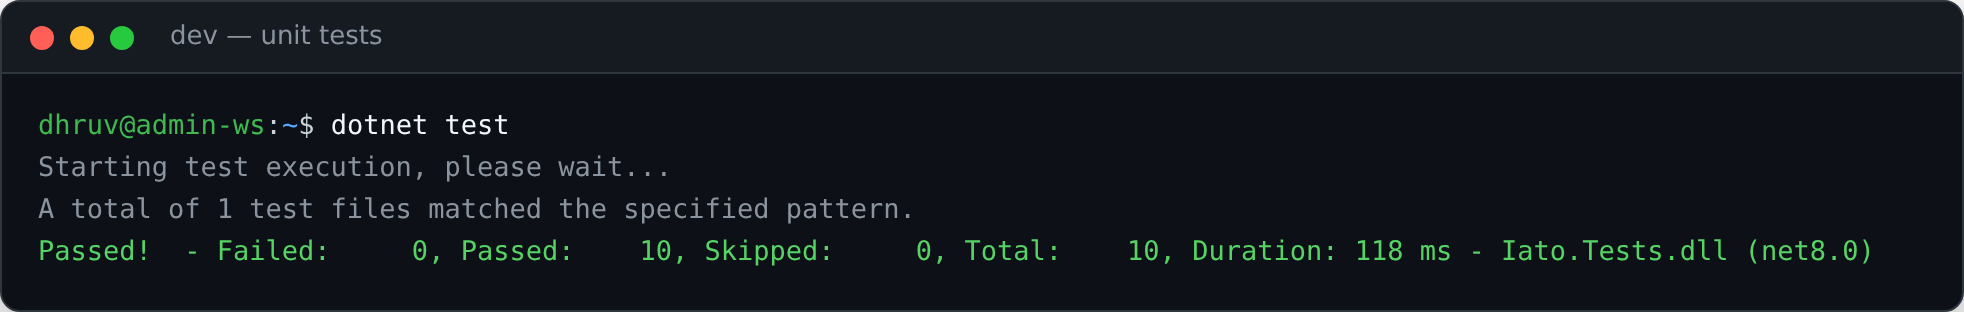 dev — unit tests
dhruv@admin-ws:~$ dotnet test
Starting test execution, please wait...
A total of 1 test files matched the specified pattern.
Passed!  - Failed:     0, Passed:    10, Skipped:     0, Total:    10, Duration: 118 ms - Iato.Tests.dll (net8.0)